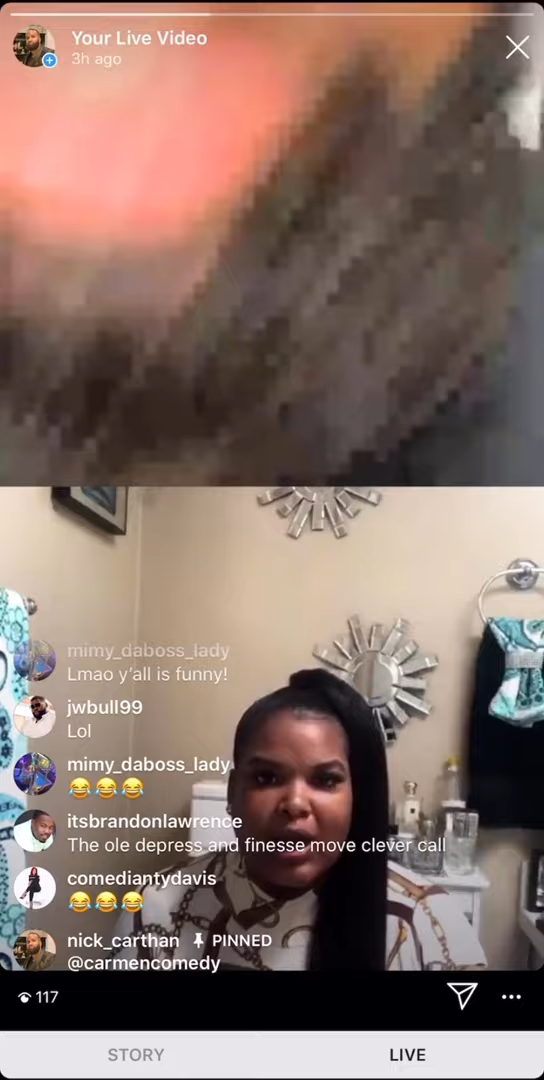 Your Live Video
3h ago
mimy_daboss_lady
Lmao y'all is funny!
jwbull99
Lol
mimy_daboss_lady
😂😂😂
itsbrandonlawrence
The ole depress and finesse move clever call
comediantydavis
😂😂😂
nick_carthan PINNED
@carmencomedy
117
STORY LIVE